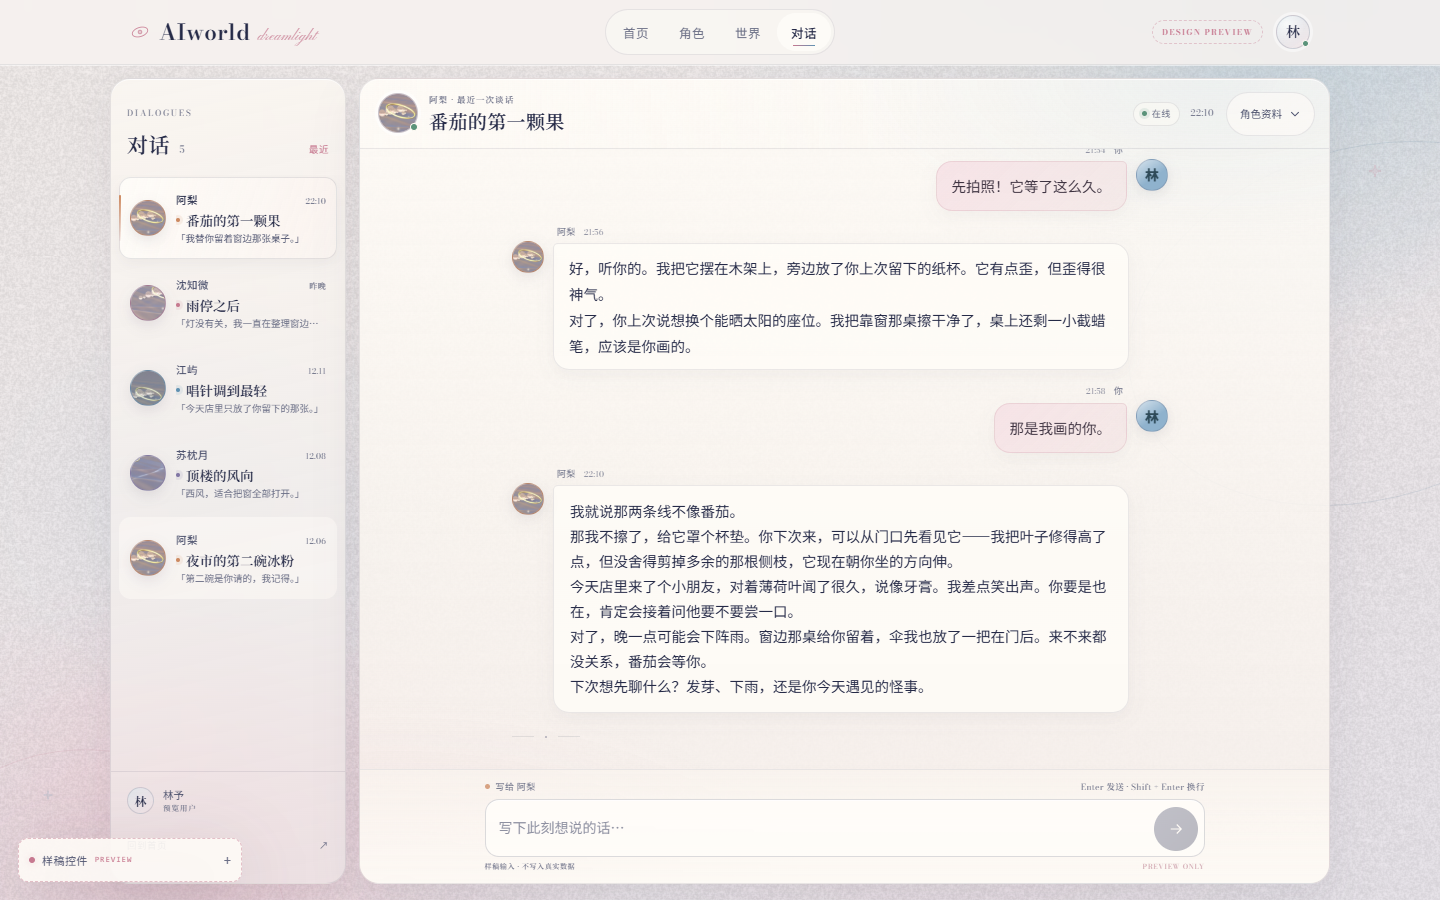 AIworld dreamlight
首页 角色 世界 对话
DESIGN PREVIEW
林
DIALOGUES
对话 5
最近
阿梨 22:10
番茄的第一颗果
「我替你留着窗边那张桌子。」
沈知微 昨晚
雨停之后
「灯没有关，我一直在整理窗边…
江屿 12.11
唱针调到最轻
「今天店里只放了你留下的那张。」
苏枕月 12.08
顶楼的风向
「西风，适合把窗全部打开。」
阿梨 12.06
夜市的第二碗冰粉
「第二碗是你请的，我记得。」
林
林予
预览用户
↗
样稿控件 PREVIEW +
阿梨 · 最近一次谈话
番茄的第一颗果
在线
22:10
角色资料
21:54 你
先拍照！它等了这么久。
林
阿梨 21:56
好，听你的。我把它摆在木架上，旁边放了你上次留下的纸杯。它有点歪，但歪得很
神气。
对了，你上次说想换个能晒太阳的座位。我把靠窗那桌擦干净了，桌上还剩一小截蜡
笔，应该是你画的。
21:58 你
那是我画的你。
林
阿梨 22:10
我就说那两条线不像番茄。
那我不擦了，给它罩个杯垫。你下次来，可以从门口先看见它——我把叶子修得高了
点，但没舍得剪掉多余的那根侧枝，它现在朝你坐的方向伸。
今天店里来了个小朋友，对着薄荷叶闻了很久，说像牙膏。我差点笑出声。你要是也
在，肯定会接着问他要不要尝一口。
对了，晚一点可能会下阵雨。窗边那桌给你留着，伞我也放了一把在门后。来不来都
没关系，番茄会等你。
下次想先聊什么？发芽、下雨，还是你今天遇见的怪事。
写给 阿梨
Enter 发送 · Shift + Enter 换行
写下此刻想说的话…
样稿输入 · 不写入真实数据
PREVIEW ONLY